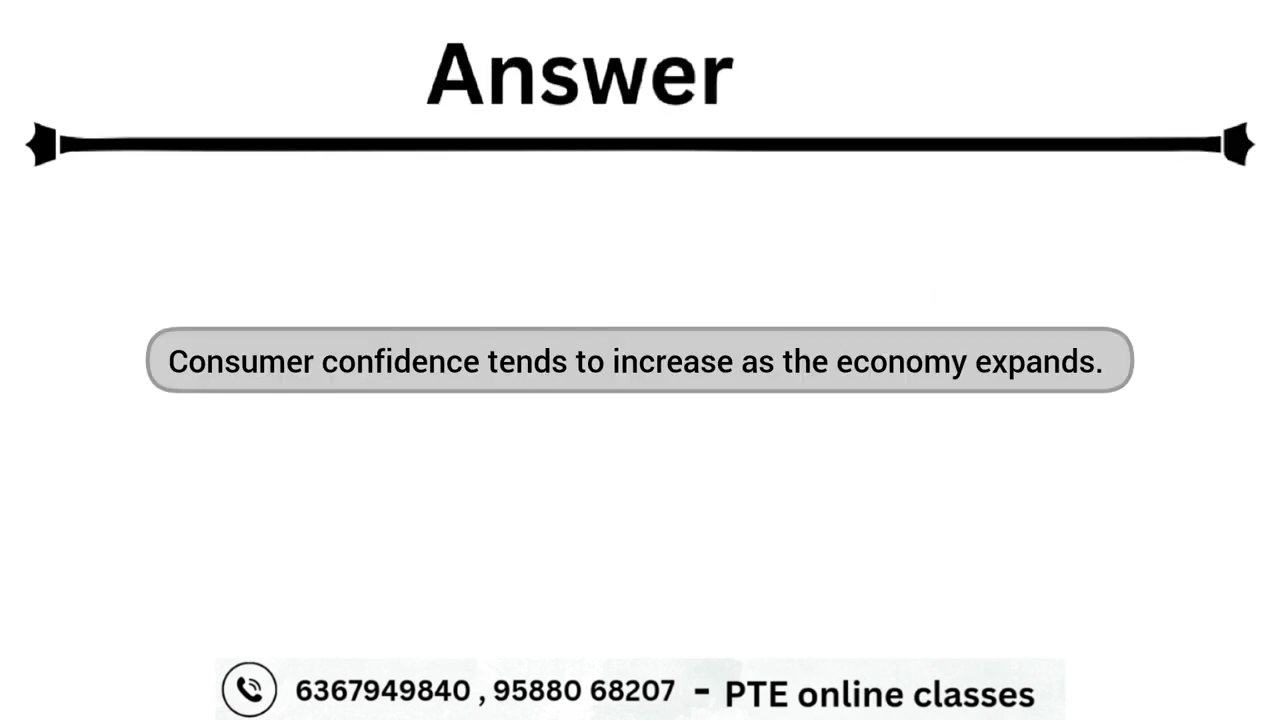 Answer
Consumer confidence tends to increase as the economy expands.
6367949840 , 95880 68207 - PTE online classes